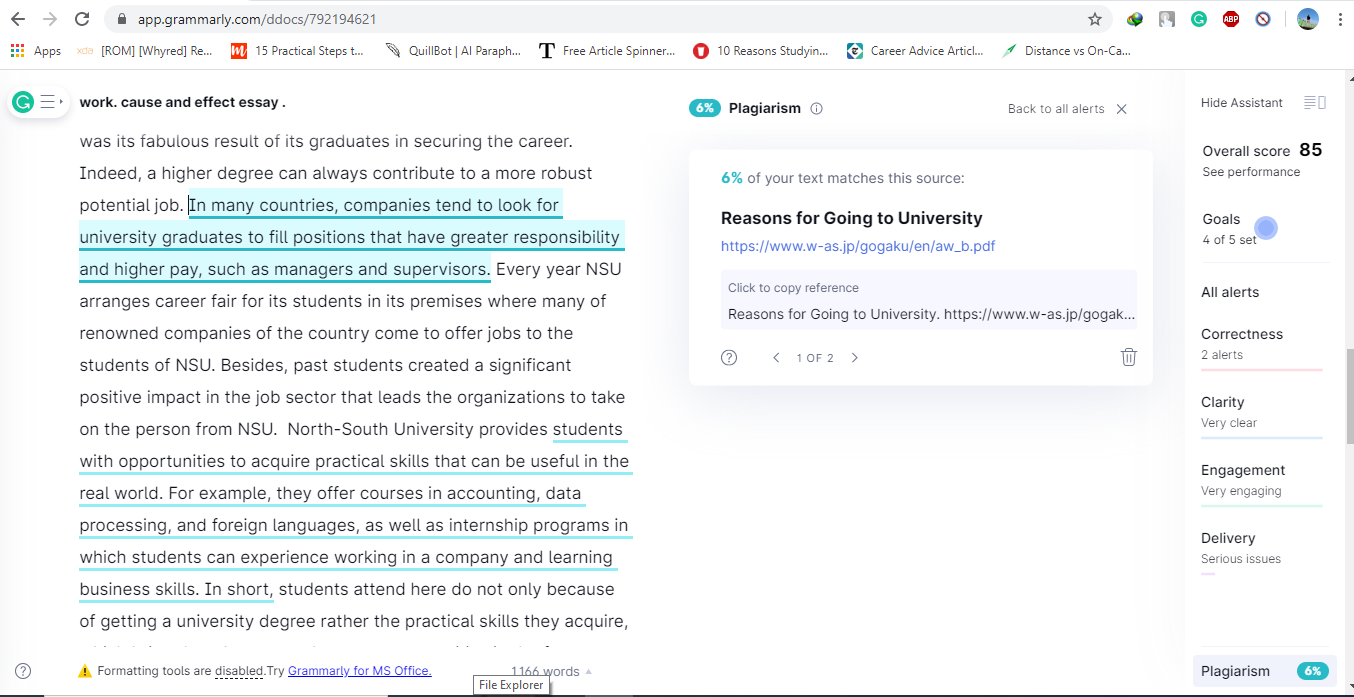 app.grammarly.com/ddocs/792194621
ABP
Apps
xda
[ROM] [Whyred] Re...
15 Practical Steps t...
QuillBot | AI Paraph...
T
Free Article Spinner...
10 Reasons Studyin...
Career Advice Articl...
Distance vs On-Ca...
work. cause and effect essay .
was its fabulous result of its graduates in securing the career.
Indeed, a higher degree can always contribute to a more robust
potential job. In many countries, companies tend to look for
university graduates to fill positions that have greater responsibility
and higher pay, such as managers and supervisors. Every year NSU
arranges career fair for its students in its premises where many of
renowned companies of the country come to offer jobs to the
students of NSU. Besides, past students created a significant
positive impact in the job sector that leads the organizations to take
on the person from NSU.  North-South University provides students
with opportunities to acquire practical skills that can be useful in the
real world. For example, they offer courses in accounting, data
processing, and foreign languages, as well as internship programs in
which students can experience working in a company and learning
business skills. In short, students attend here do not only because
of getting a university degree rather the practical skills they acquire,
Formatting tools are disabled.Try Grammarly for MS Office.
1166 words
File Explorer
6% Plagiarism
Back to all alerts
6% of your text matches this source:
Reasons for Going to University
https://www.w-as.jp/gogaku/en/aw_b.pdf
Click to copy reference
Reasons for Going to University. https://www.w-as.jp/gogak...
1 OF 2
Hide Assistant
Overall score 85
See performance
Goals
4 of 5 set
All alerts
Correctness
2 alerts
Clarity
Very clear
Engagement
Very engaging
Delivery
Serious issues
Plagiarism 6%